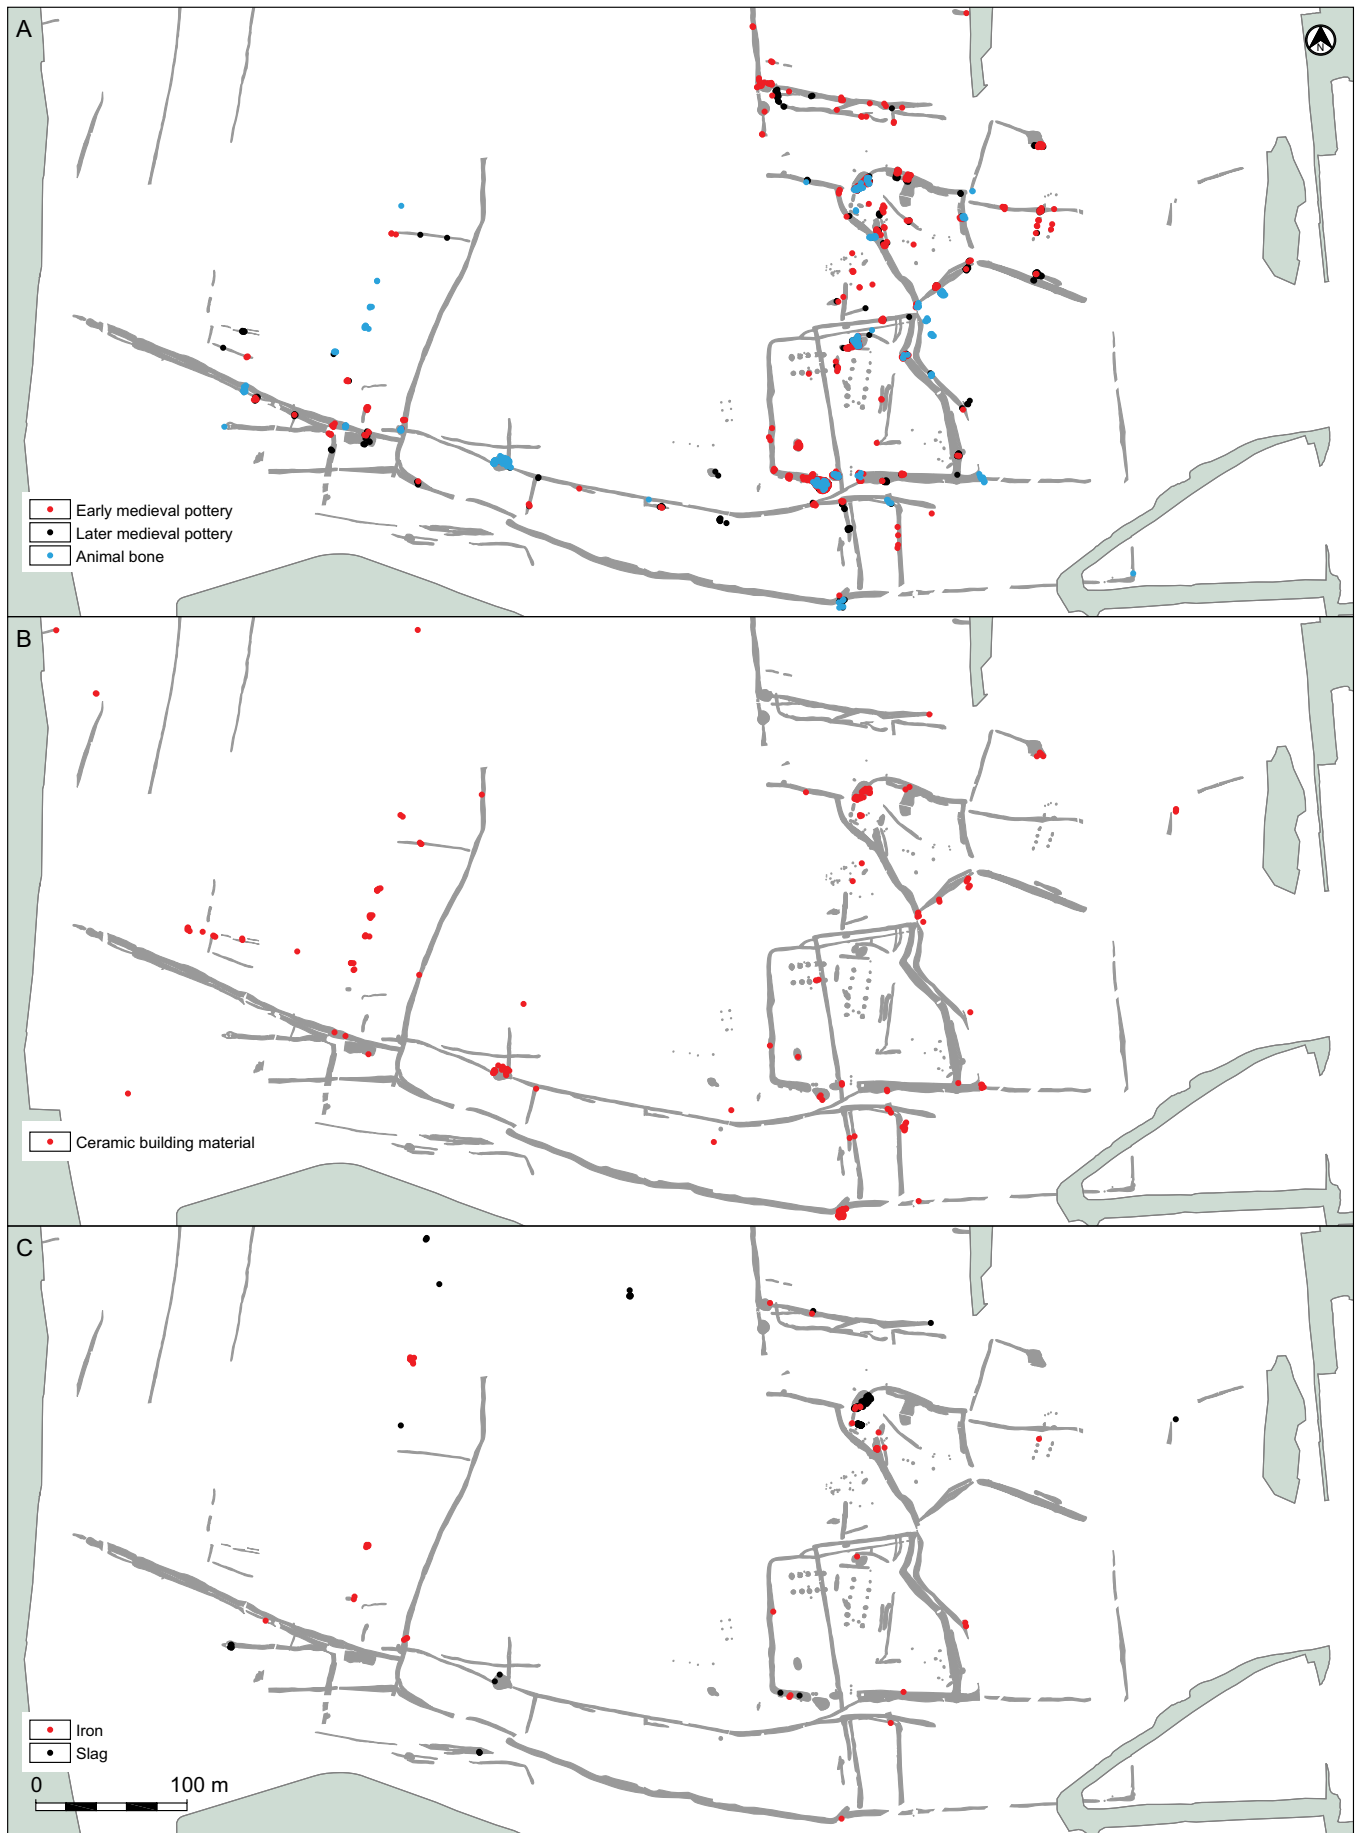 A
N
Early medieval pottery
Later medieval pottery
Animal bone
B
Ceramic building material
C
Iron
Slag
0 100 m